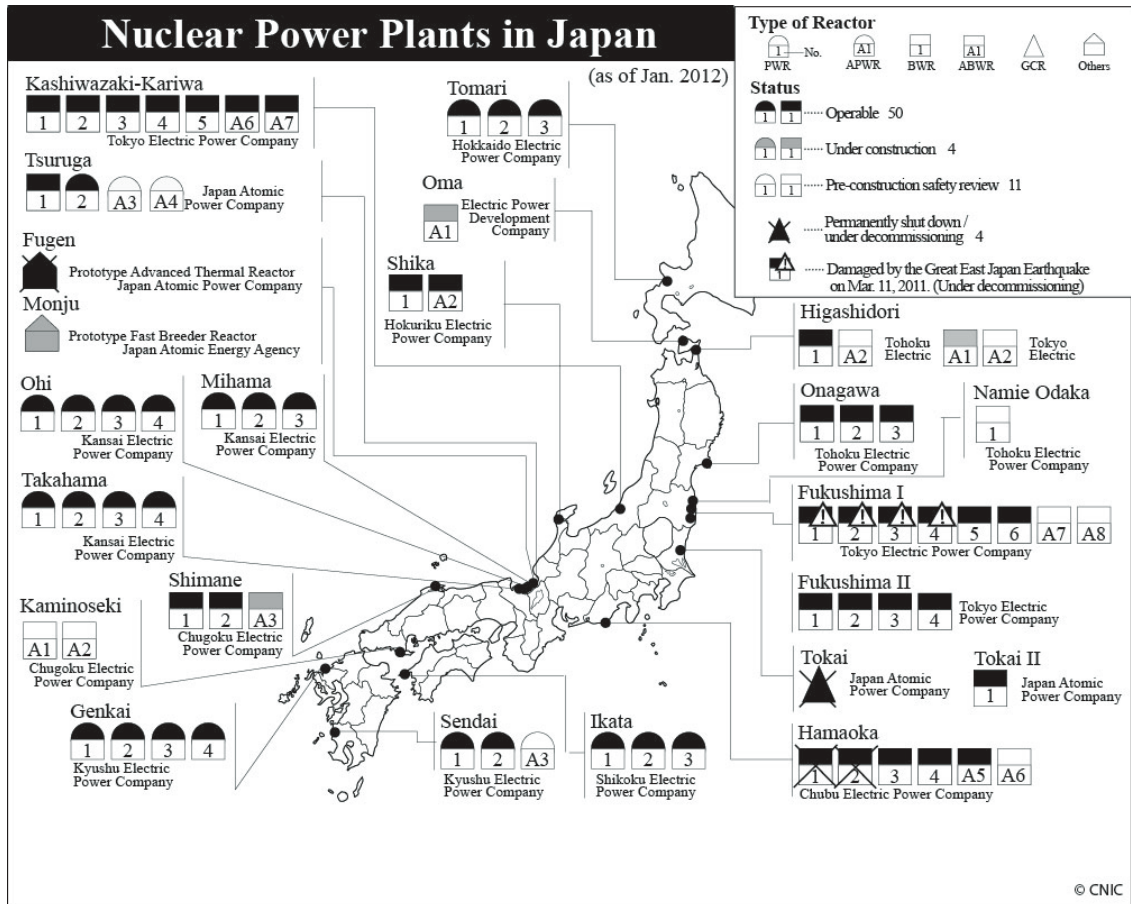 Nuclear Power Plants in Japan
(as of Jan. 2012)
Type of Reactor
1 No. A1 1 A1
PWR APWR BWR ABWR GCR Others
Status
1 1 ...... Operable 50
1 1 ...... Under construction 4
1 1 ...... Pre-construction safety review 11
...... Permanently shut down /
under decommissioning 4
1 ...... Damaged by the Great East Japan Earthquake
on Mar. 11, 2011. (Under decommissioning)
Kashiwazaki-Kariwa
1 2 3 4 5 A6 A7
Tokyo Electric Power Company
Tsuruga
1 2 A3 A4
Japan Atomic
Power Company
Fugen
Prototype Advanced Thermal Reactor
Japan Atomic Power Company
Monju
Prototype Fast Breeder Reactor
Japan Atomic Energy Agency
Ohi
1 2 3 4
Kansai Electric
Power Company
Mihama
1 2 3
Kansai Electric
Power Company
Takahama
1 2 3 4
Kansai Electric
Power Company
Shimane
1 2 A3
Chugoku Electric
Power Company
Kaminoseki
A1 A2
Chugoku Electric
Power Company
Genkai
1 2 3 4
Kyushu Electric
Power Company
Tomari
1 2 3
Hokkaido Electric
Power Company
Oma
A1
Electric Power
Development
Company
Shika
1 A2
Hokuriku Electric
Power Company
Sendai
1 2 A3
Kyushu Electric
Power Company
Ikata
1 2 3
Shikoku Electric
Power Company
Higashidori
1 A2 Tohoku
Electric
A1 A2 Tokyo
Electric
Onagawa
1 2 3
Tohoku Electric
Power Company
Namie Odaka
1
Tohoku Electric
Power Company
Fukushima I
1 2 3 4 5 6 A7 A8
Tokyo Electric Power Company
Fukushima II
1 2 3 4
Tokyo Electric
Power Company
Tokai
Japan Atomic
Power Company
Tokai II
1
Japan Atomic
Power Company
Hamaoka
1 2 3 4 A5 A6
Chubu Electric Power Company
© CNIC